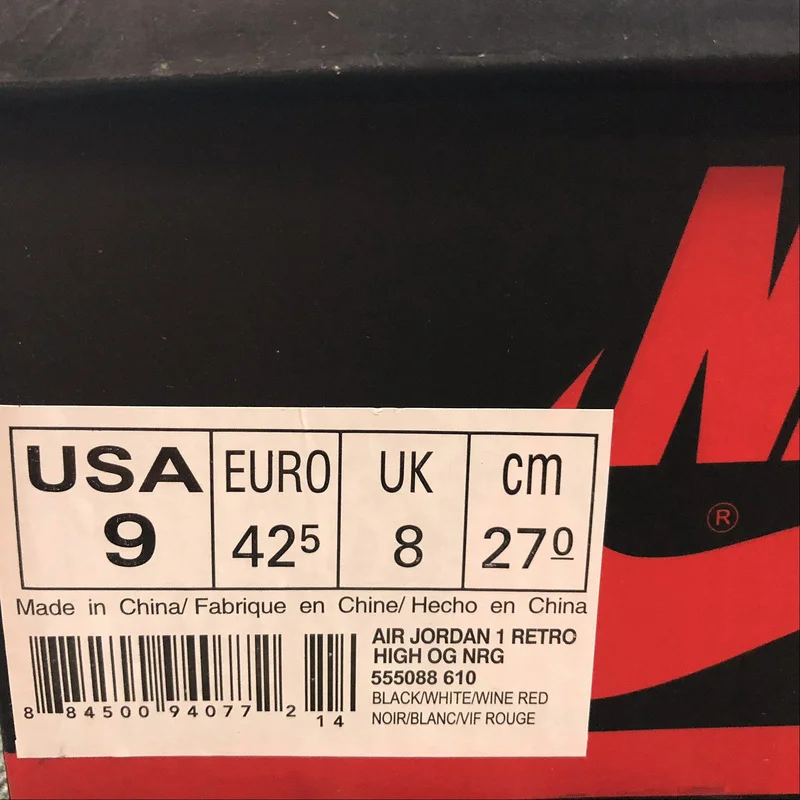 USA EURO UK cm
9 42⁵ 8 27⁰
Made in China/ Fabrique en Chine/ Hecho en China
AIR JORDAN 1 RETRO
HIGH OG NRG
555088 610
BLACK/WHITE/WINE RED
NOIR/BLANC/VIF ROUGE
8 84500 94077 2 14
®